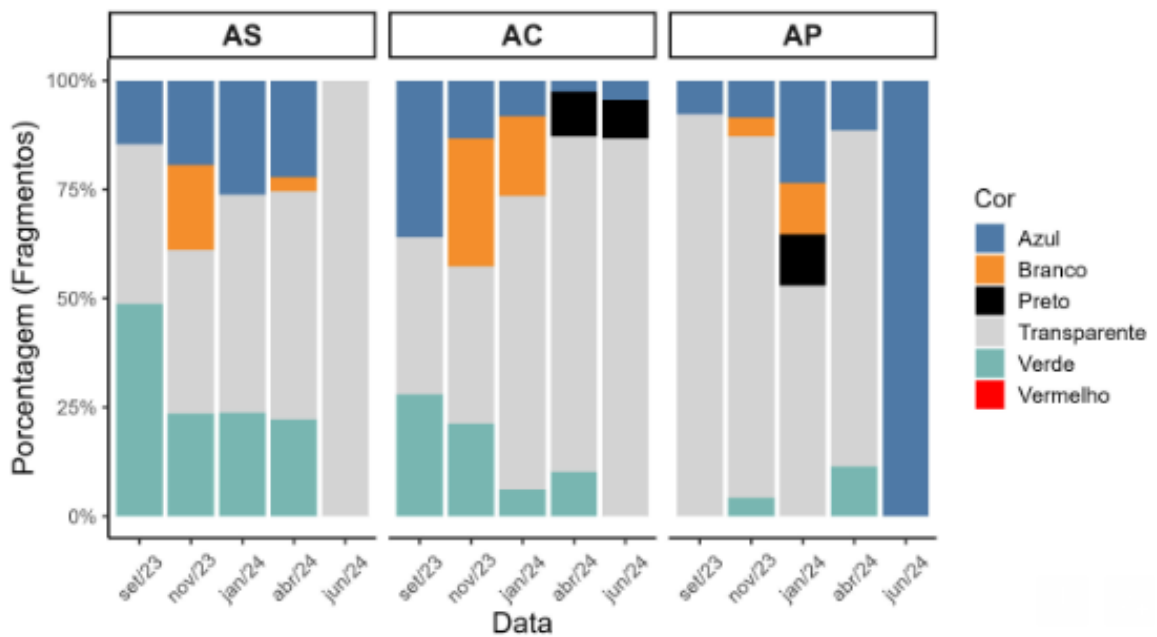 AS AC AP
Porcentagem (Fragmentos)
100%
75%
50%
25%
0%
set/23 nov/23 jan/24 abr/24 jun/24 set/23 nov/23 jan/24 abr/24 jun/24 set/23 nov/23 jan/24 abr/24 jun/24
Data
Cor
Azul
Branco
Preto
Transparente
Verde
Vermelho